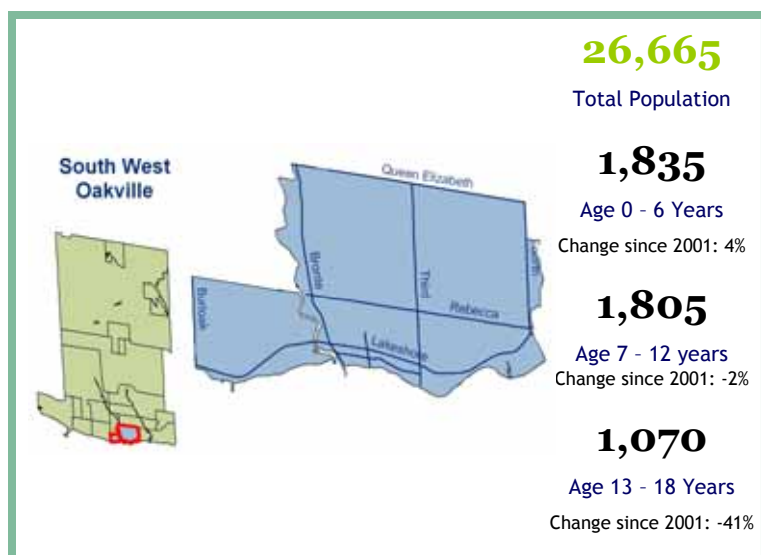 26,665
Total Population
1,835
Age 0 - 6 Years
Change since 2001: 4%
1,805
Age 7 - 12 years
Change since 2001: -2%
1,070
Age 13 - 18 Years
Change since 2001: -41%
South West
Oakville
Queen Elizabeth
Bronte
Third
Fourth
Rebecca
Burloak
Lakeshore